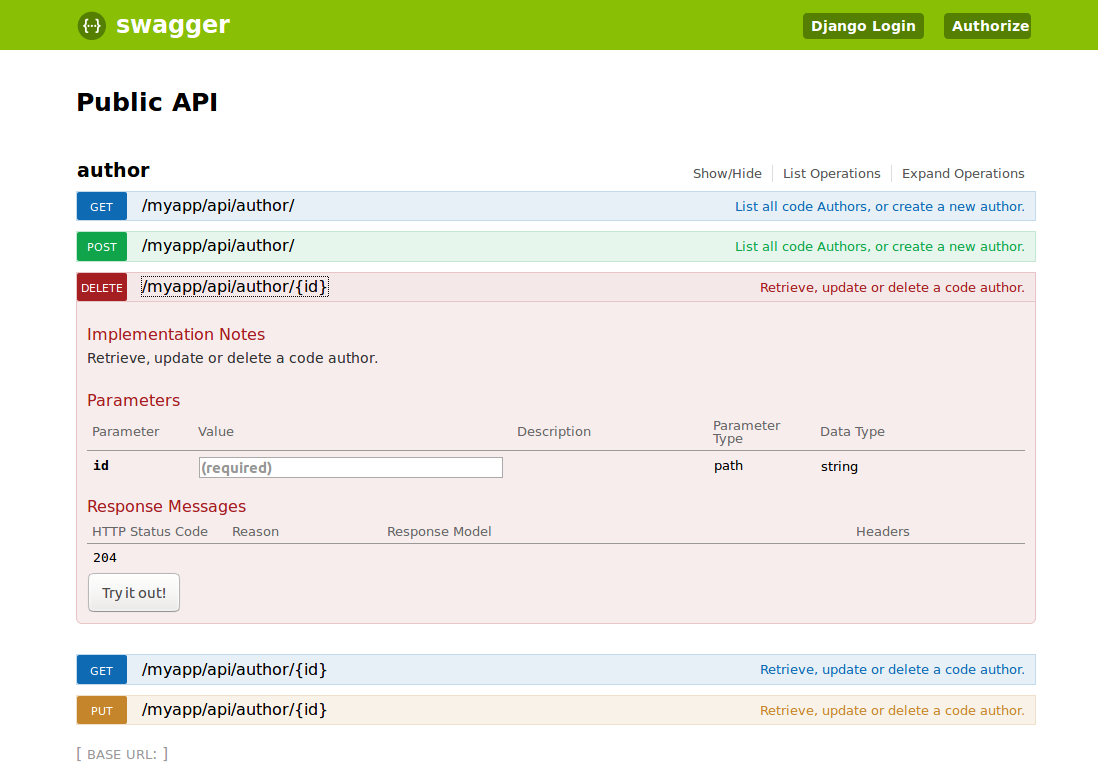 {···} swagger Django Login Authorize
Public API
author Show/Hide List Operations Expand Operations
GET /myapp/api/author/ List all code Authors, or create a new author.
POST /myapp/api/author/ List all code Authors, or create a new author.
DELETE /myapp/api/author/{id} Retrieve, update or delete a code author.
Implementation Notes
Retrieve, update or delete a code author.
Parameters
Parameter Value Description Parameter Type Data Type
id (required) path string
Response Messages
HTTP Status Code Reason Response Model Headers
204
Try it out!
GET /myapp/api/author/{id} Retrieve, update or delete a code author.
PUT /myapp/api/author/{id} Retrieve, update or delete a code author.
[ BASE URL: ]